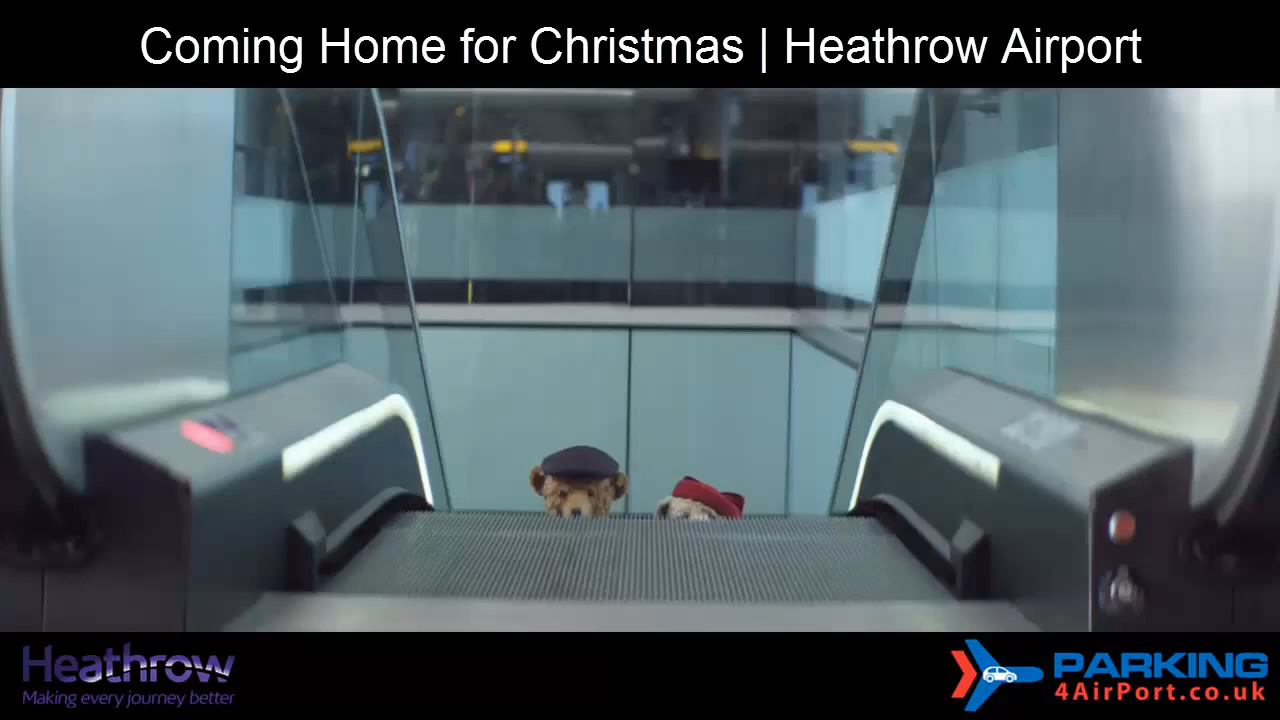 Coming Home for Christmas | Heathrow Airport
Heathrow
Making every journey better
PARKING
4AirPort.co.uk